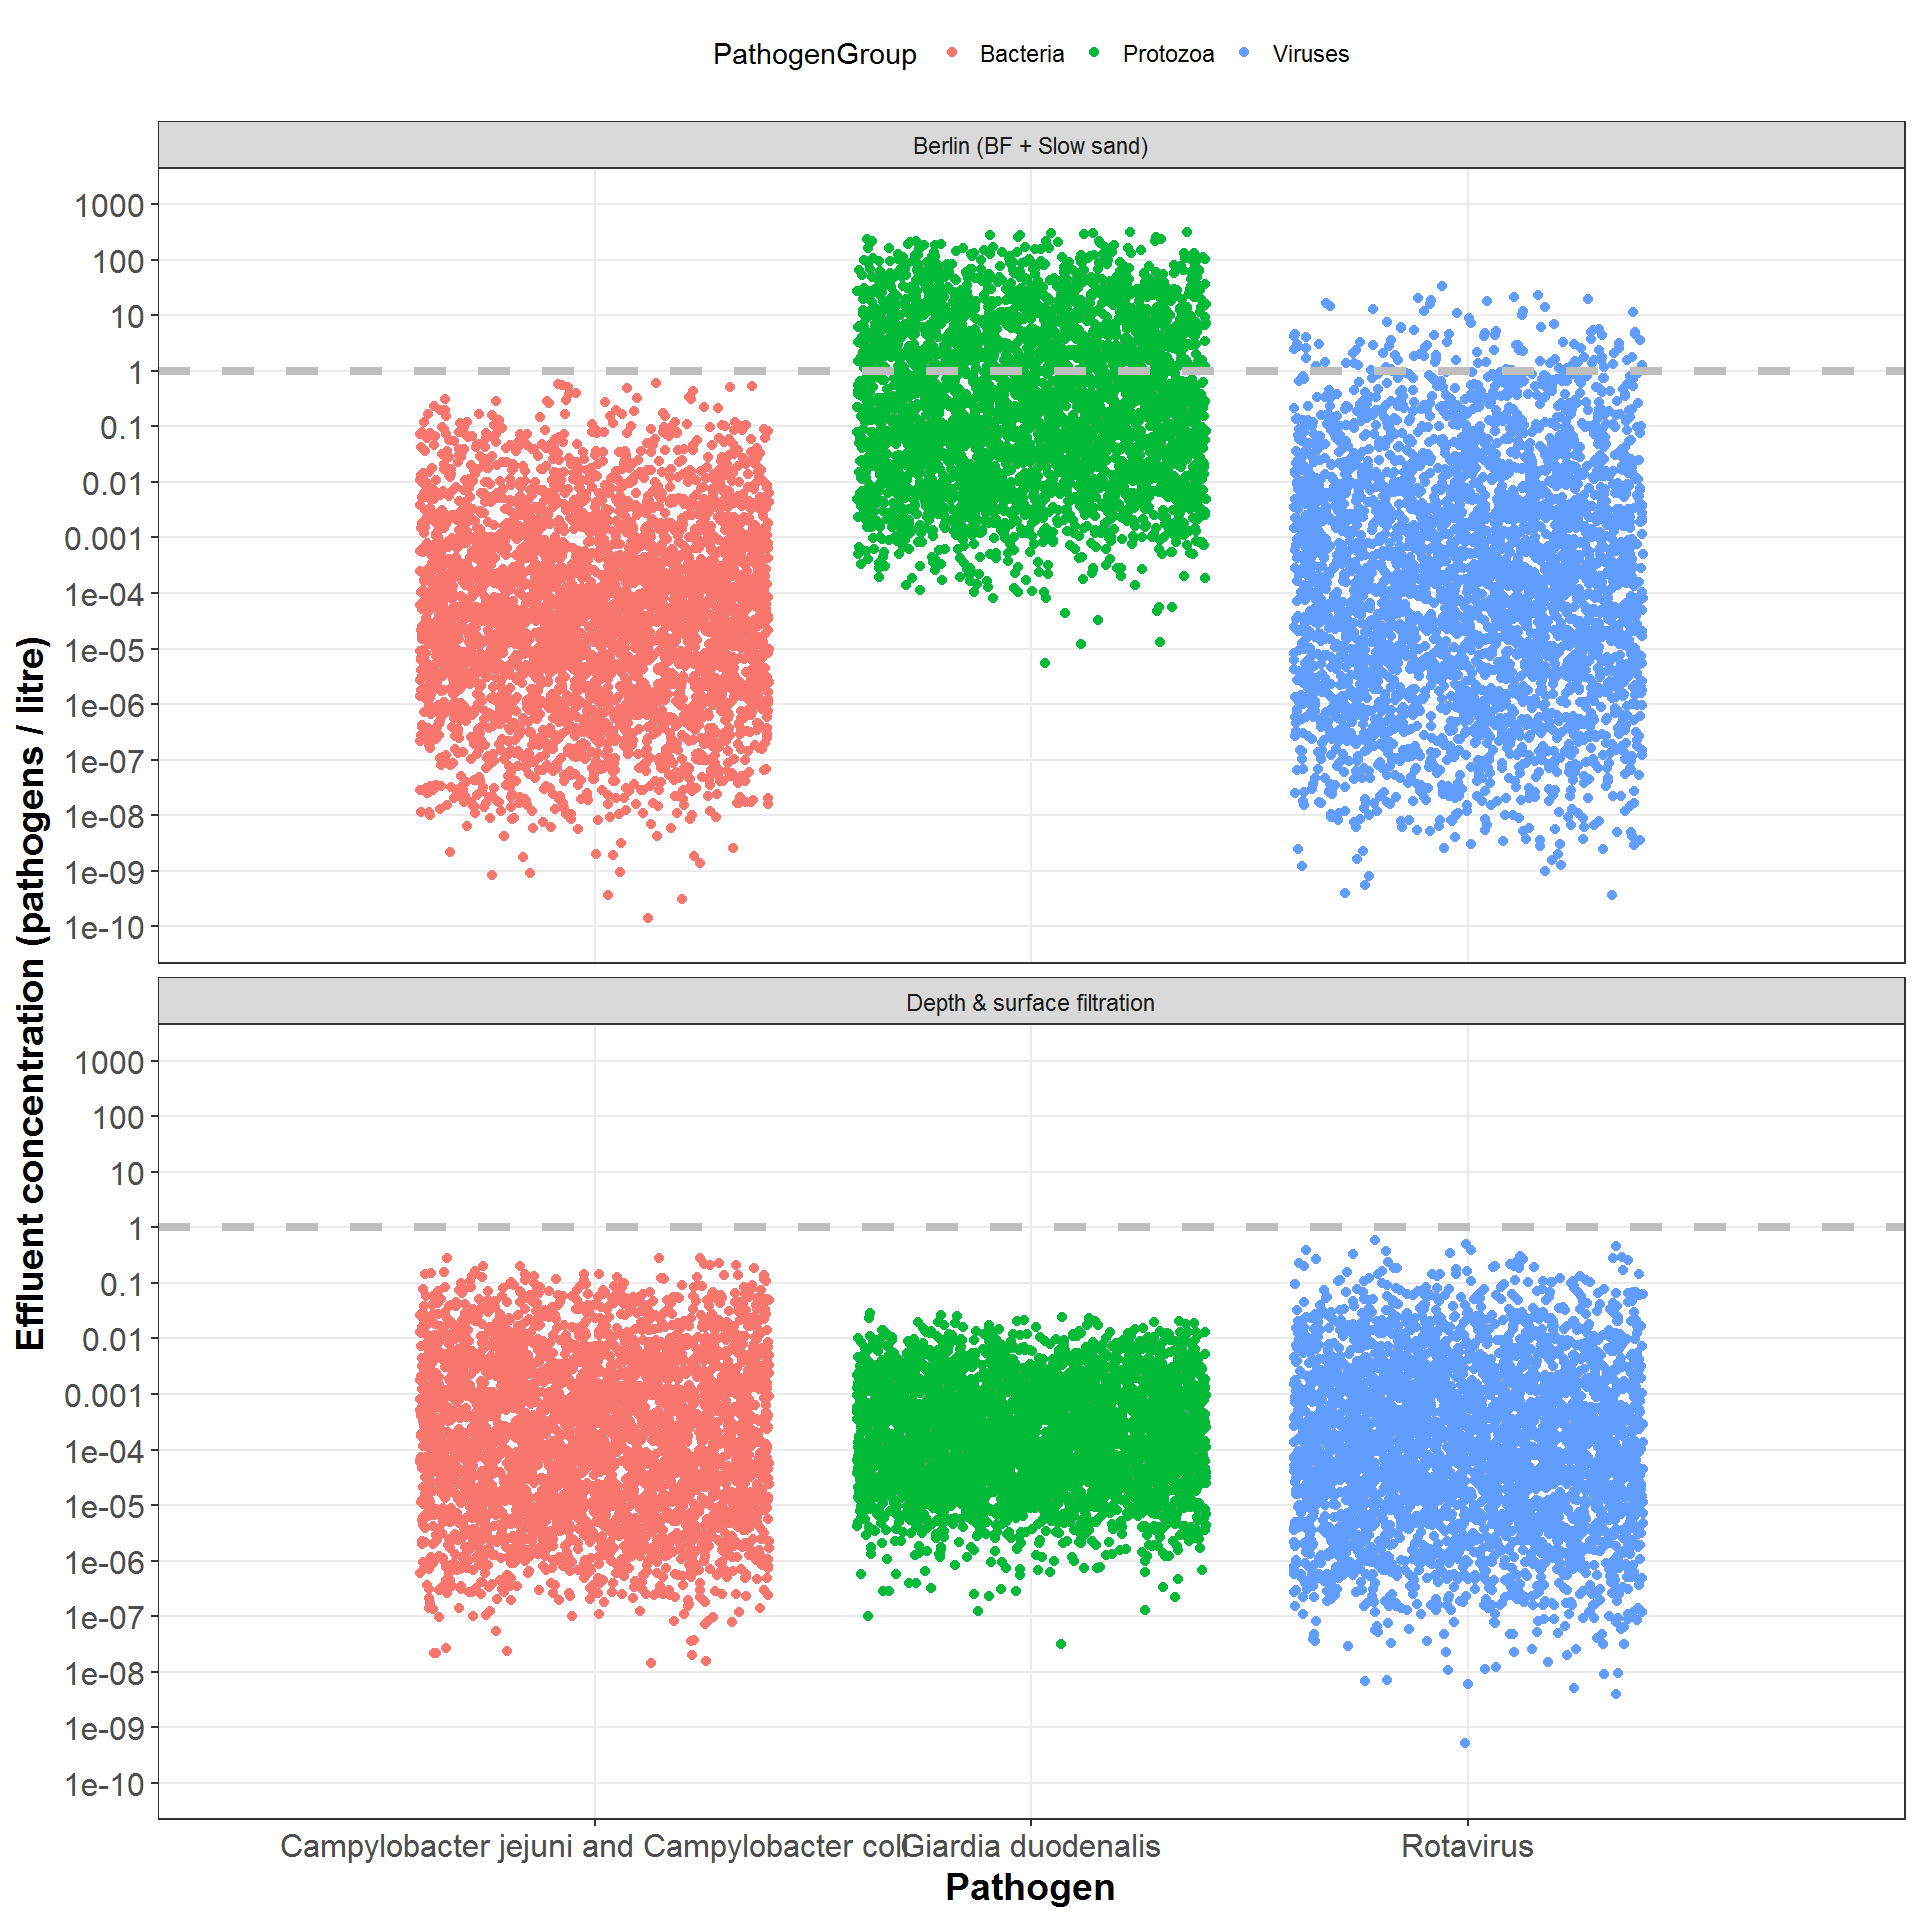 PathogenGroup Bacteria Protozoa Viruses
Berlin (BF + Slow sand)
1000
100
10
1
0.1
0.01
0.001
1e-04
1e-05
1e-06
1e-07
1e-08
1e-09
1e-10
Effluent concentration (pathogens / litre)
Depth & surface filtration
1000
100
10
1
0.1
0.01
0.001
1e-04
1e-05
1e-06
1e-07
1e-08
1e-09
1e-10
Campylobacter jejuni and Campylobacter coli Giardia duodenalis Rotavirus
Pathogen